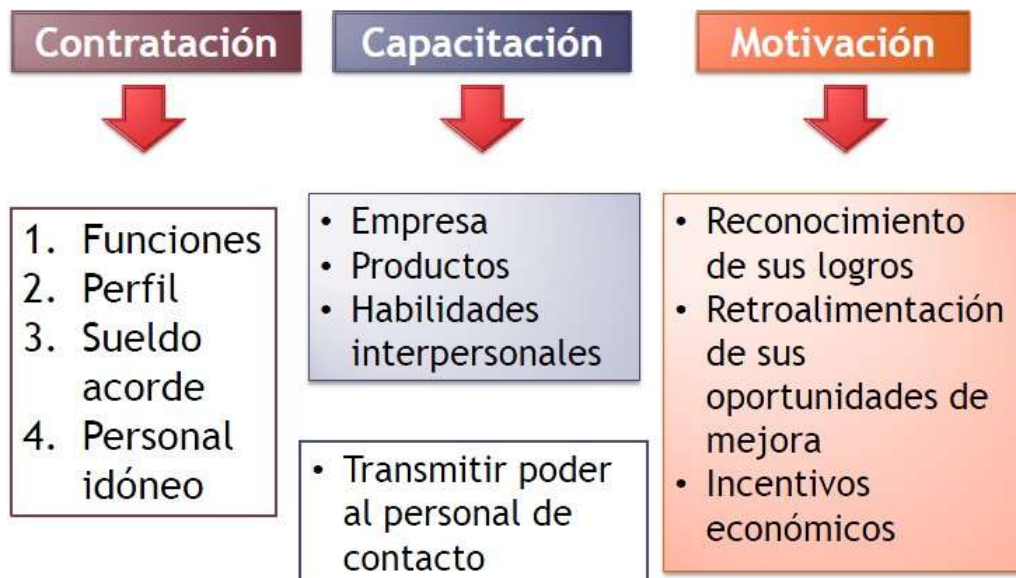 Contratación
Capacitación
Motivación
1. Funciones
2. Perfil
3. Sueldo
acorde
4. Personal
idóneo
• Empresa
• Productos
• Habilidades
interpersonales
• Transmitir poder
al personal de
contacto
• Reconocimiento
de sus logros
• Retroalimentación
de sus
oportunidades de
mejora
• Incentivos
económicos